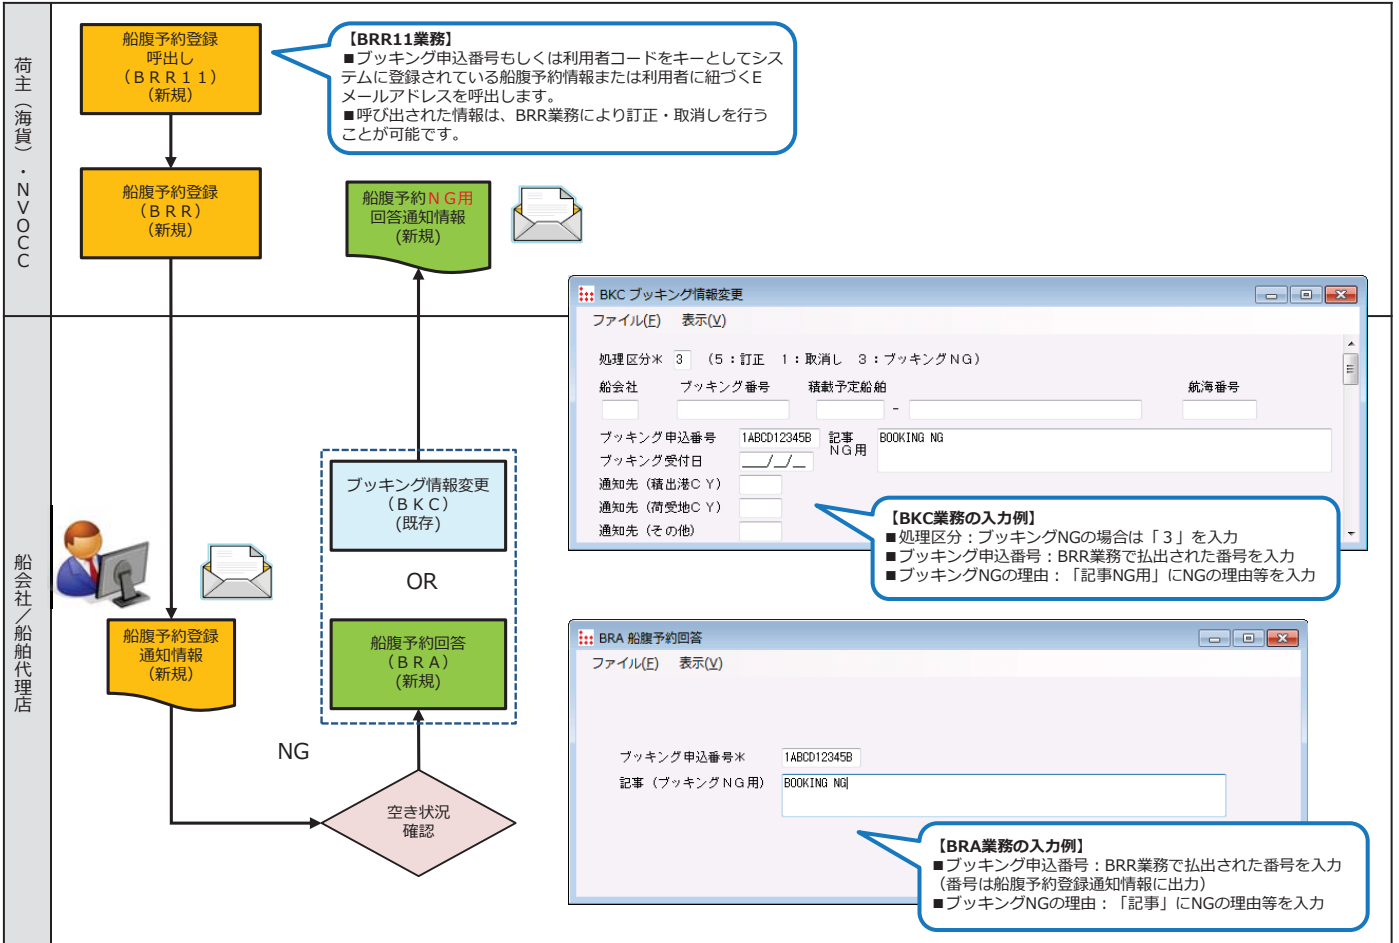 荷主（海貨）・NVOCC
船腹予約登録
呼出し
（ＢＲＲ１１）
(新規)
【BRR11業務】
■ブッキング申込番号もしくは利用者コードをキーとしてシス
テムに登録されている船腹予約情報または利用者に紐づくE
メールアドレスを呼出します。
■呼び出された情報は、BRR業務により訂正・取消しを行う
ことが可能です。
船腹予約登録
（ＢＲＲ）
(新規)
船腹予約ＮＧ用
回答通知情報
(新規)
BKC ブッキング情報変更
ファイル(F) 表示(V)
処理区分＊ 3 （５：訂正 １：取消し ３：ブッキングＮＧ）
船会社 ブッキング番号 積載予定船舶 航海番号
-
ブッキング申込番号 1ABCD12345B 記事 BOOKING NG
ＮＧ用
ブッキング受付日 __/_/_
通知先（積出港ＣＹ）
通知先（荷受地ＣＹ）
通知先（その他）
【BKC業務の入力例】
■処理区分：ブッキングNGの場合は「３」を入力
■ブッキング申込番号：BRR業務で払出された番号を入力
■ブッキングNGの理由：「記事NG用」にNGの理由等を入力
船会社／船舶代理店
ブッキング情報変更
（ＢＫＣ）
(既存)
OR
船腹予約登録
通知情報
(新規)
船腹予約回答
（ＢＲＡ）
(新規)
NG
空き状況
確認
BRA 船腹予約回答
ファイル(F) 表示(V)
ブッキング申込番号＊ 1ABCD12345B
記事（ブッキングＮＧ用） BOOKING NG
【BRA業務の入力例】
■ブッキング申込番号：BRR業務で払出された番号を入力
（番号は船腹予約登録通知情報に出力）
■ブッキングNGの理由：「記事」にNGの理由等を入力